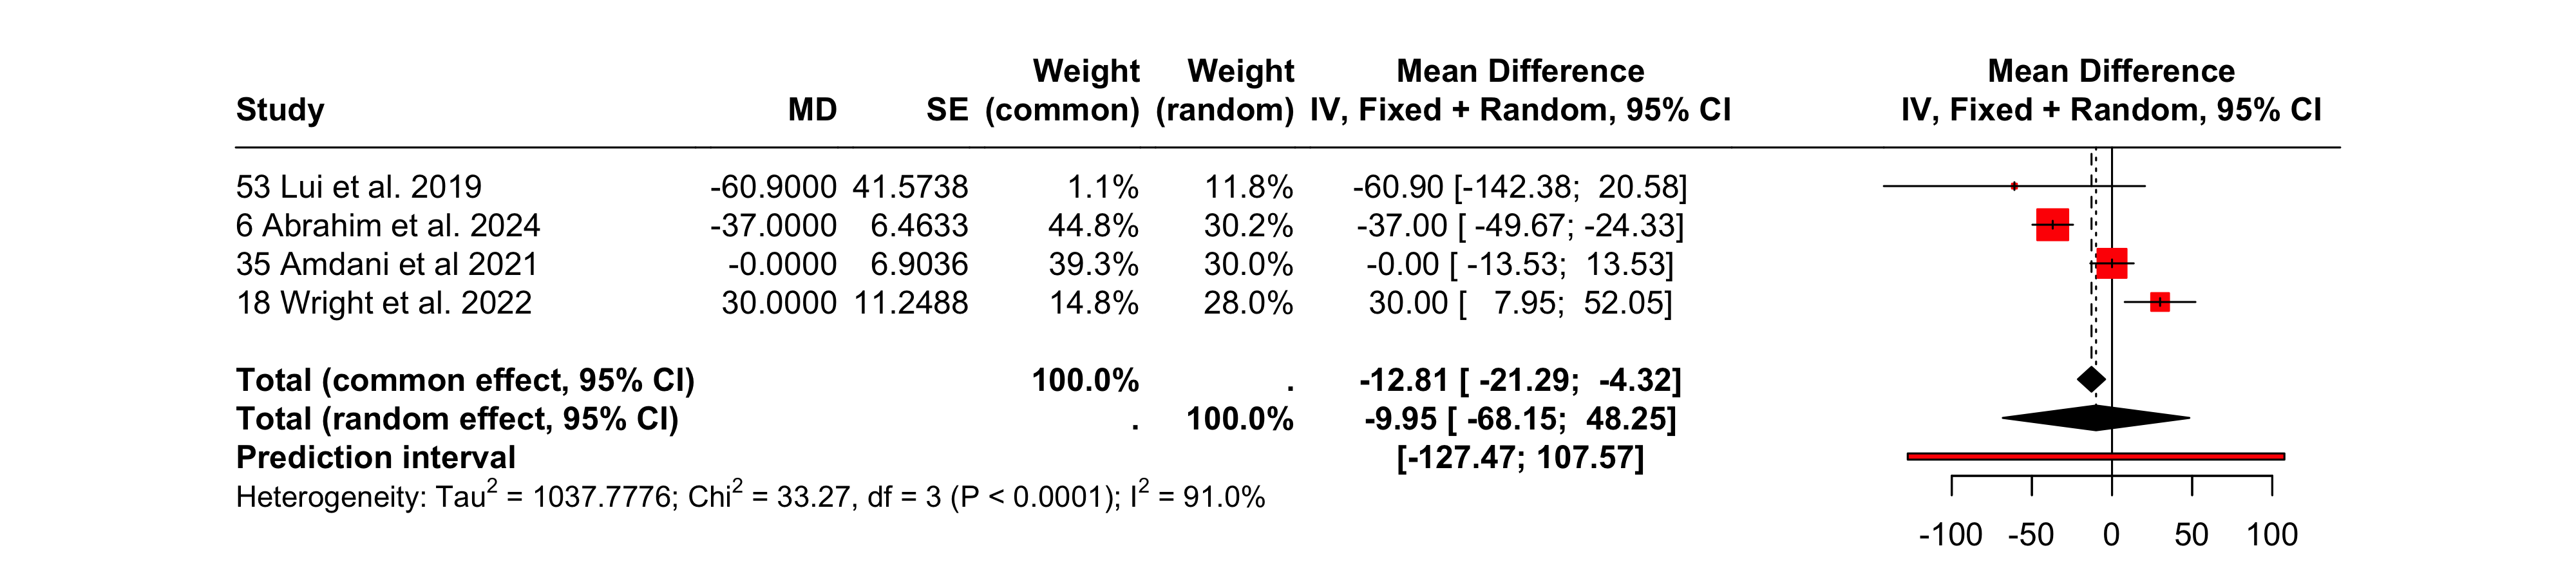 Weight Weight Mean Difference Mean Difference
Study MD SE (common) (random) IV, Fixed + Random, 95% CI IV, Fixed + Random, 95% CI
53 Lui et al. 2019 -60.9000 41.5738 1.1% 11.8% -60.90 [-142.38; 20.58]
6 Abrahim et al. 2024 -37.0000 6.4633 44.8% 30.2% -37.00 [ -49.67; -24.33]
35 Amdani et al 2021 -0.0000 6.9036 39.3% 30.0% -0.00 [ -13.53; 13.53]
18 Wright et al. 2022 30.0000 11.2488 14.8% 28.0% 30.00 [ 7.95; 52.05]
Total (common effect, 95% CI) 100.0% . -12.81 [ -21.29; -4.32]
Total (random effect, 95% CI) . 100.0% -9.95 [ -68.15; 48.25]
Prediction interval [-127.47; 107.57]
Heterogeneity: Tau² = 1037.7776; Chi² = 33.27, df = 3 (P < 0.0001); I² = 91.0%
-100 -50 0 50 100